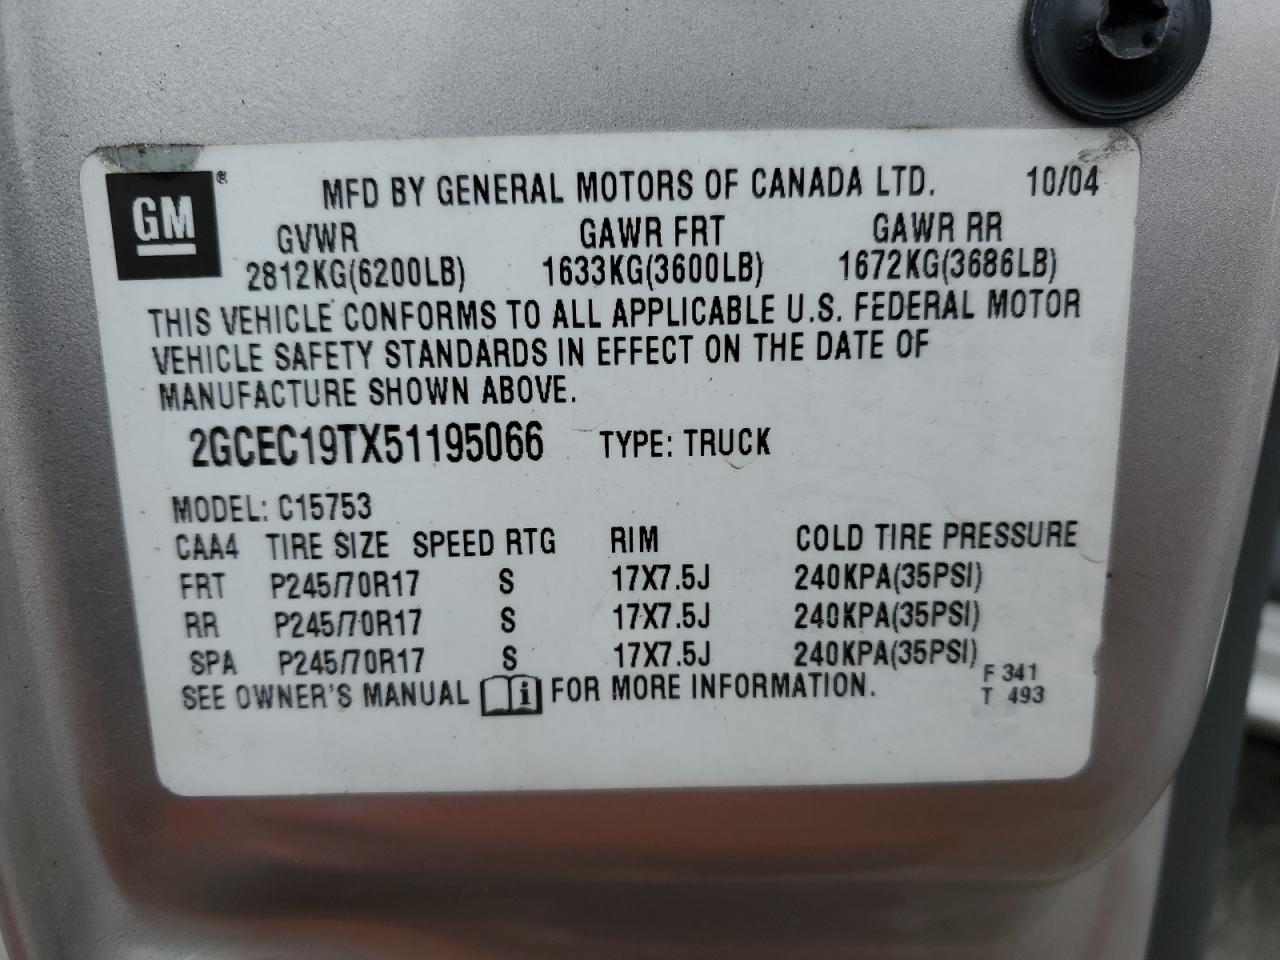 GM®
MFD BY GENERAL MOTORS OF CANADA LTD. 10/04
GVWR GAWR FRT GAWR RR
2812KG(6200LB) 1633KG(3600LB) 1672KG(3686LB)
THIS VEHICLE CONFORMS TO ALL APPLICABLE U.S. FEDERAL MOTOR
VEHICLE SAFETY STANDARDS IN EFFECT ON THE DATE OF
MANUFACTURE SHOWN ABOVE.
2GCEC19TX51195066 TYPE: TRUCK
MODEL: C15753
CAA4 TIRE SIZE SPEED RTG RIM COLD TIRE PRESSURE
FRT P245/70R17 S 17X7.5J 240KPA(35PSI)
RR P245/70R17 S 17X7.5J 240KPA(35PSI)
SPA P245/70R17 S 17X7.5J 240KPA(35PSI)
F 341
SEE OWNER'S MANUAL i FOR MORE INFORMATION. T 493